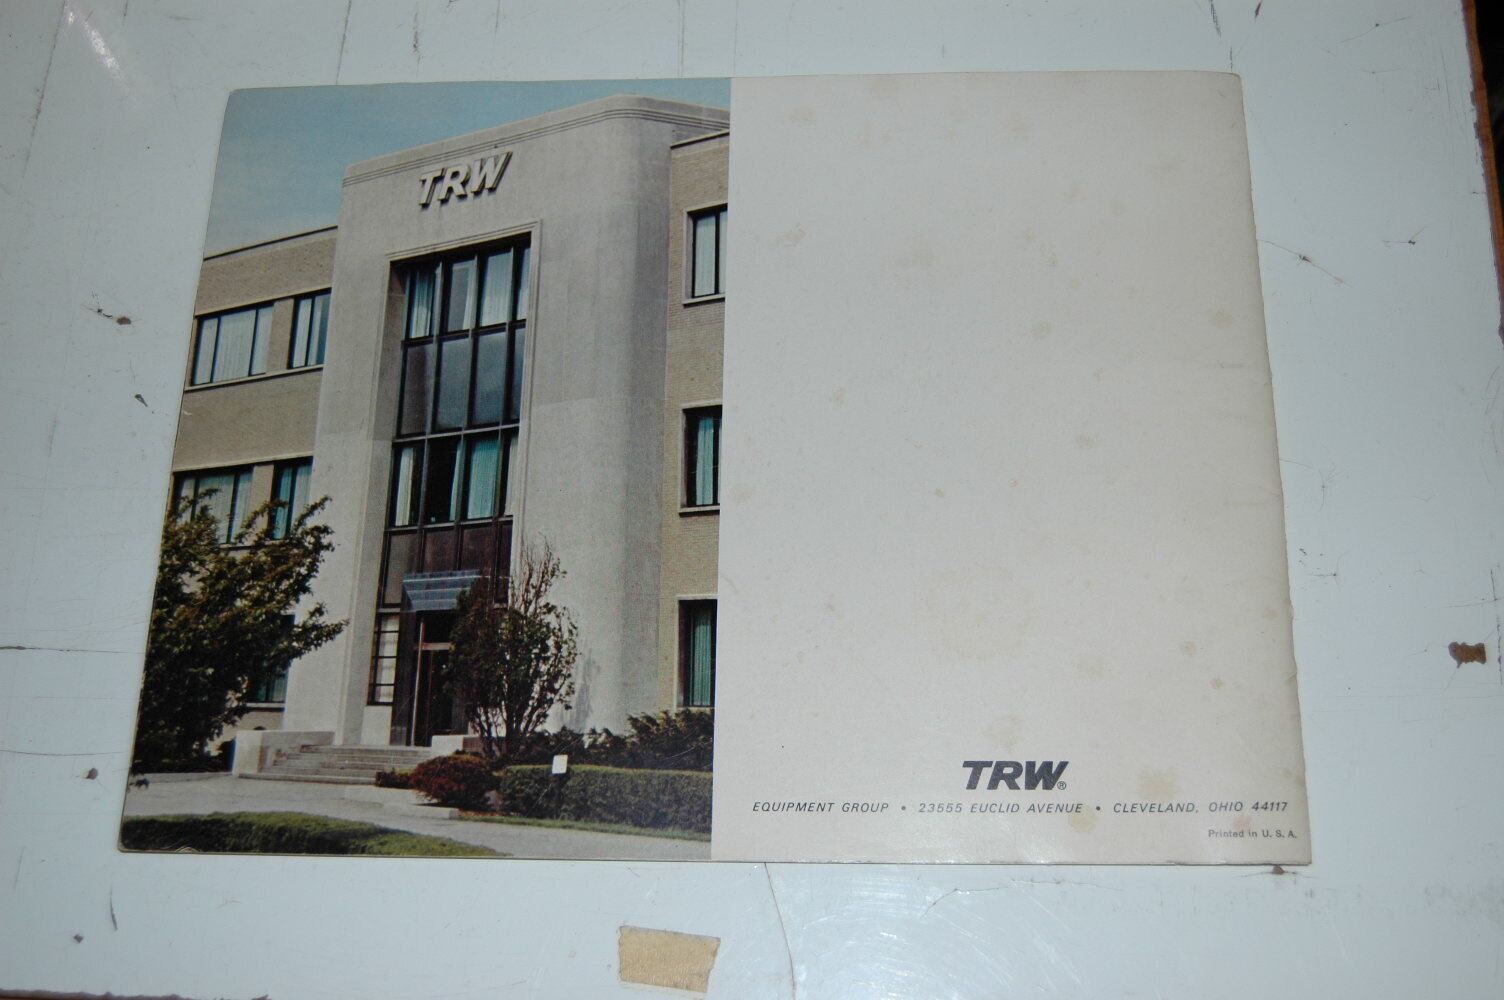 TRW
TRW®
EQUIPMENT GROUP • 23555 EUCLID AVENUE • CLEVELAND, OHIO 44117
Printed in U. S. A.